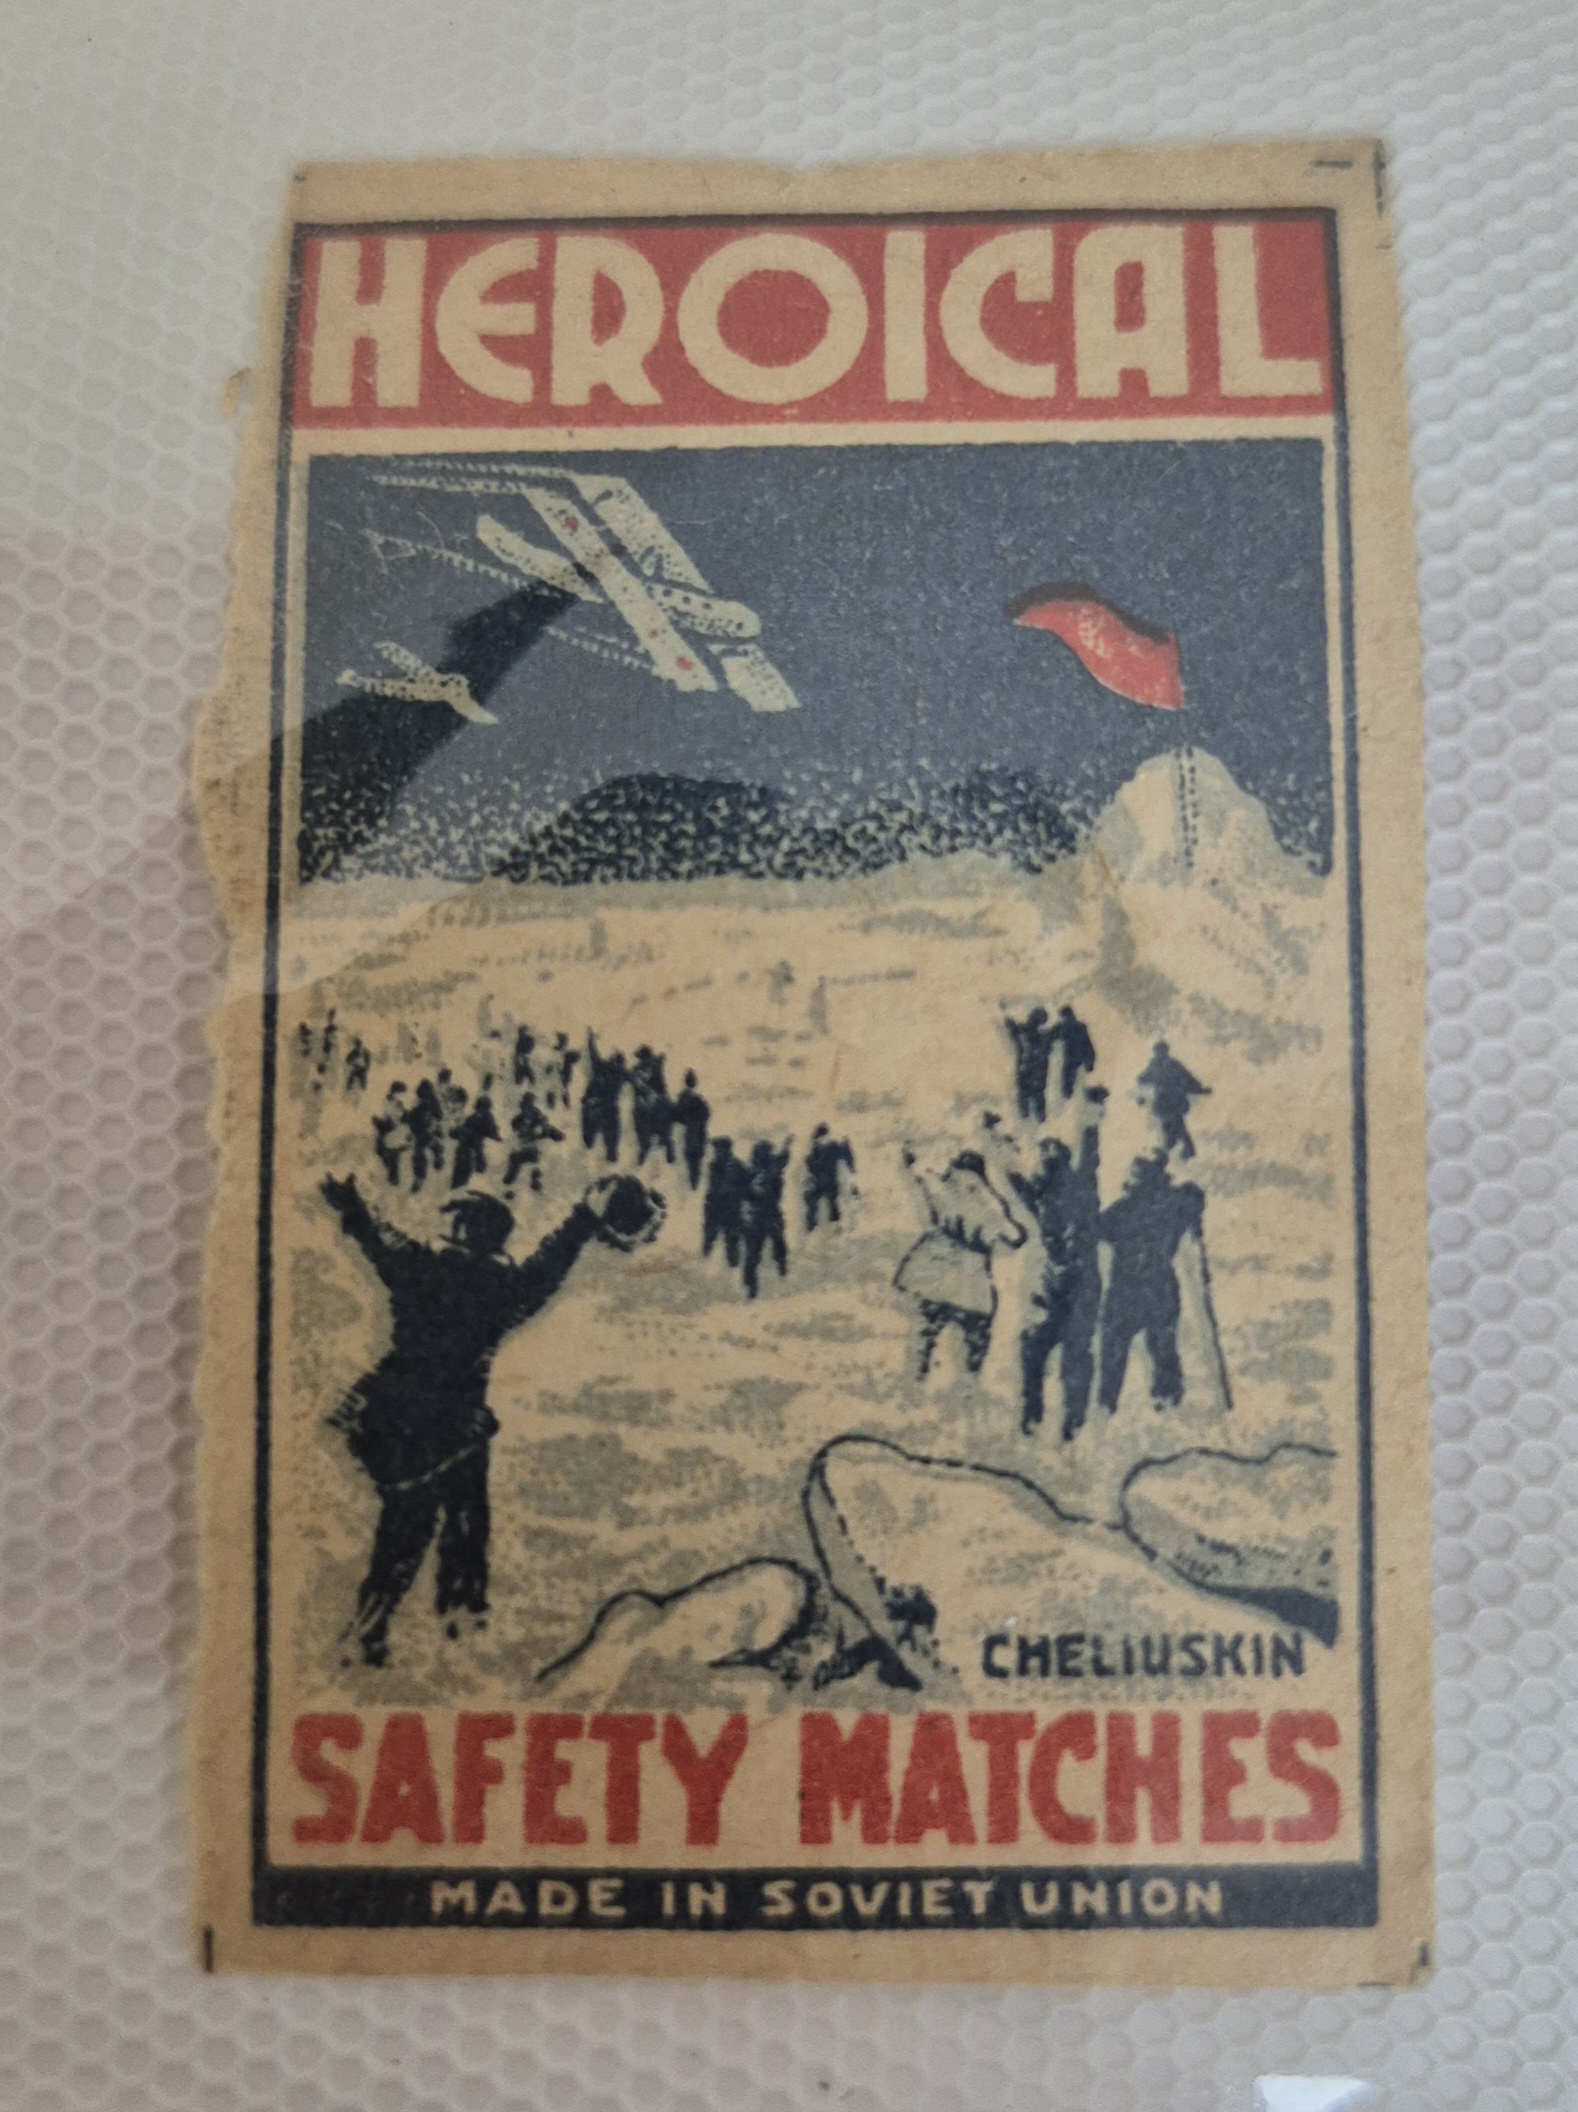 HEROICAL
CHELIUSKIN
SAFETY MATCHES
MADE IN SOVIET UNION